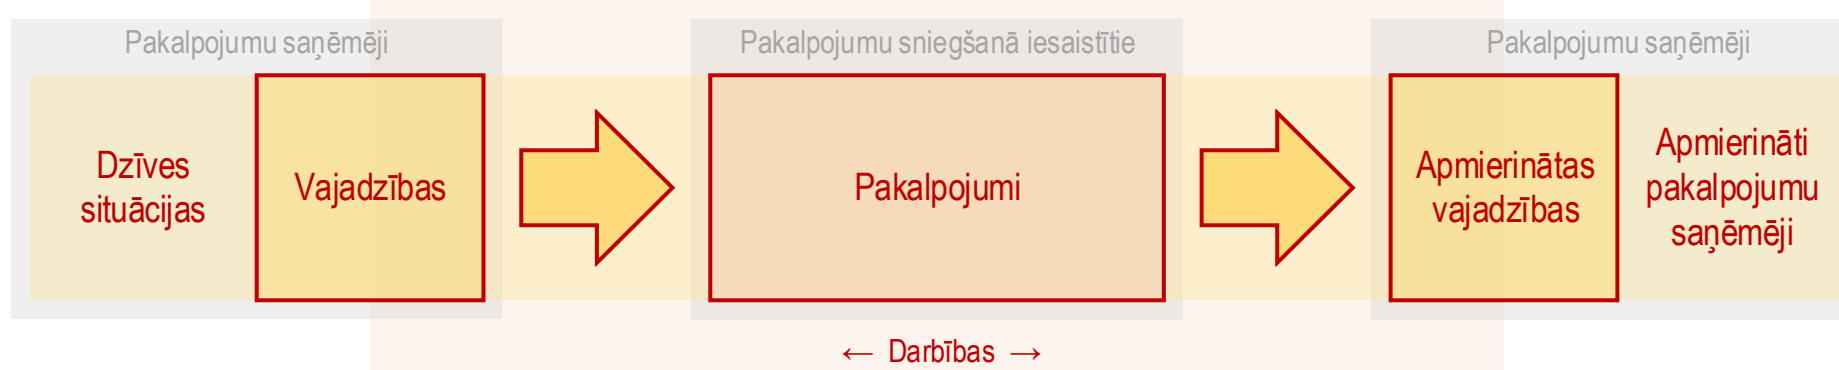 Pakalpojumu saņēmēji
Pakalpojumu sniegšanā iesaistītie
Pakalpojumu saņēmēji
Dzīves
situācijas
Vajadzības
Pakalpojumi
Apmierinātas
vajadzības
Apmierināti
pakalpojumu
saņēmēji
← Darbības →